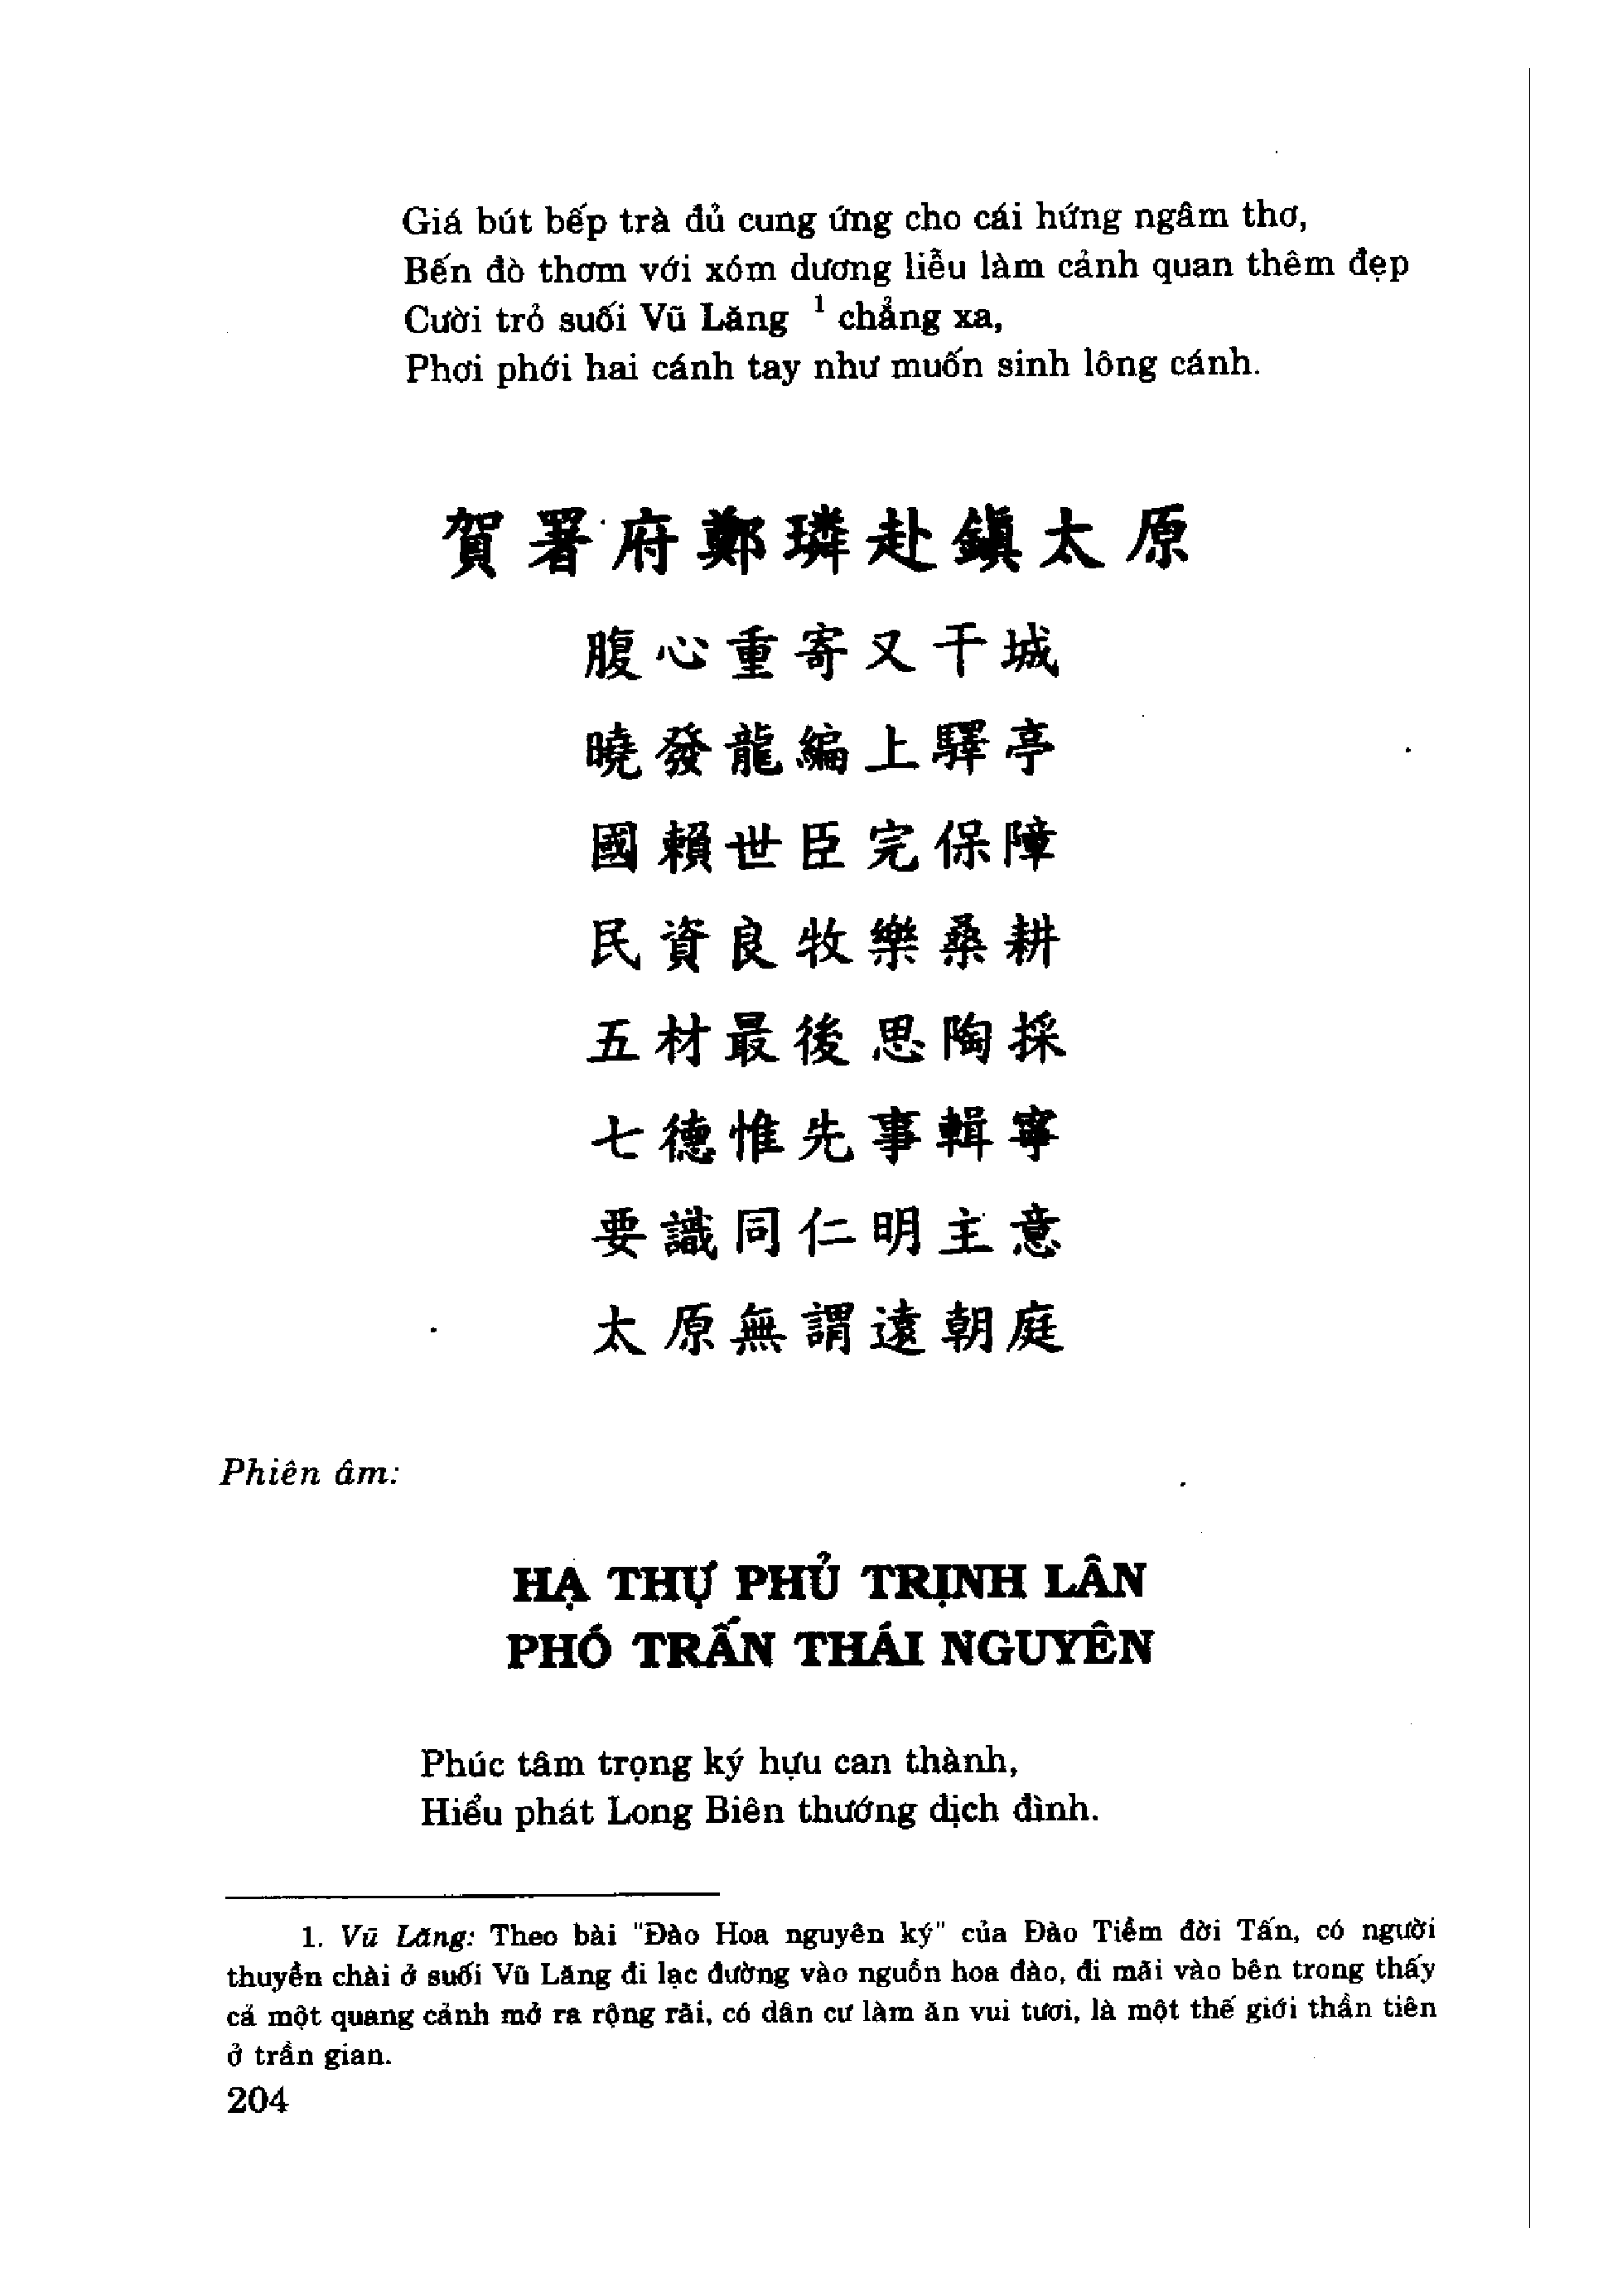 Giá bút bếp trà đủ cung ứng cho cái hứng ngâm thơ,
Bến đò thơm với xóm dương liễu làm cảnh quan thêm đẹp
Cười trỏ suối Vũ Lăng ¹ chẳng xa,
Phơi phới hai cánh tay như muốn sinh lông cánh.
賀署府鄭璘赴鎭太原
腹心重寄又干城
曉發龍編上驛亭
國賴世臣完保障
民資良牧樂桑耕
五材最後思陶採
七德惟先事輯寧
要識同仁明主意
太原無謂遠朝庭
Phiên âm:
HẠ THỰ PHỦ TRỊNH LÂN
PHÓ TRẤN THÁI NGUYÊN
Phúc tâm trọng ký hựu can thành,
Hiểu phát Long Biên thướng dịch đình.
1. Vũ Lăng: Theo bài "Đào Hoa nguyên ký" của Đào Tiềm đời Tấn, có người
thuyền chài ở suối Vũ Lăng đi lạc đường vào nguồn hoa đào, đi mãi vào bên trong thấy
cả một quang cảnh mở ra rộng rãi, có dân cư làm ăn vui tươi, là một thế giới thần tiên
ở trần gian.
204